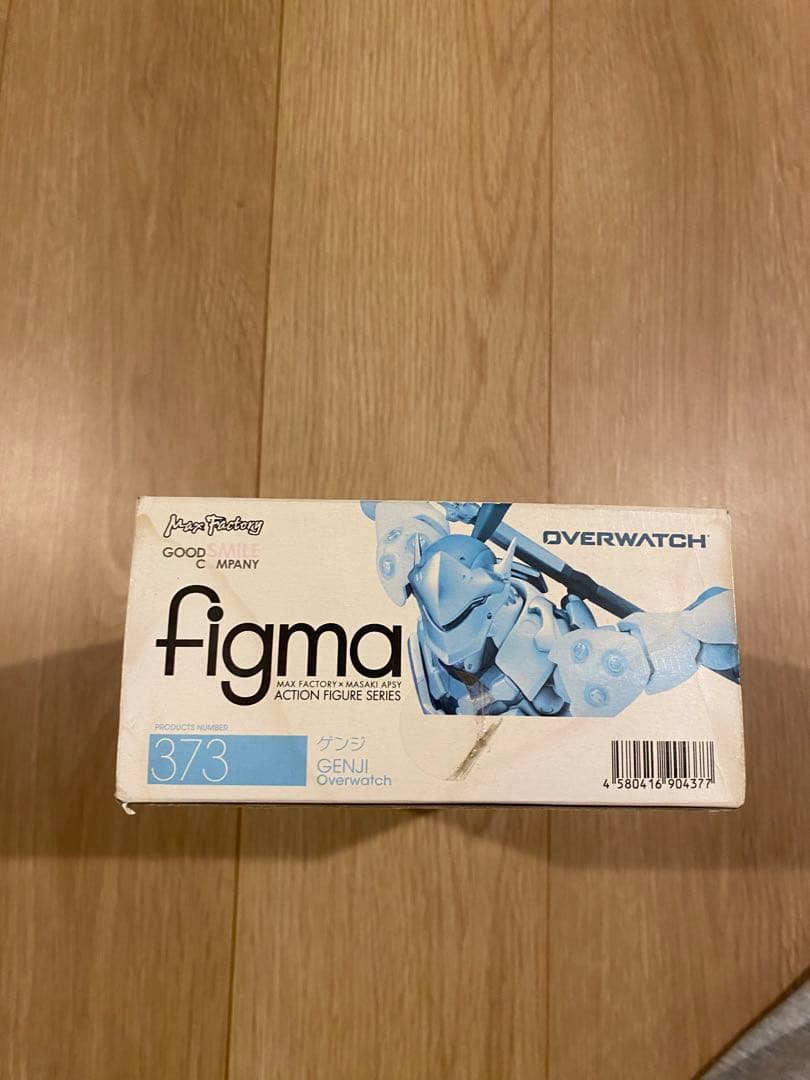 Max Factory
GOOD SMILE
COMPANY
OVERWATCH
figma
MAX FACTORY × MASAKI APSY
ACTION FIGURE SERIES
PRODUCTS NUMBER
373
ゲンジ
GENJI
Overwatch
4 580416 904377